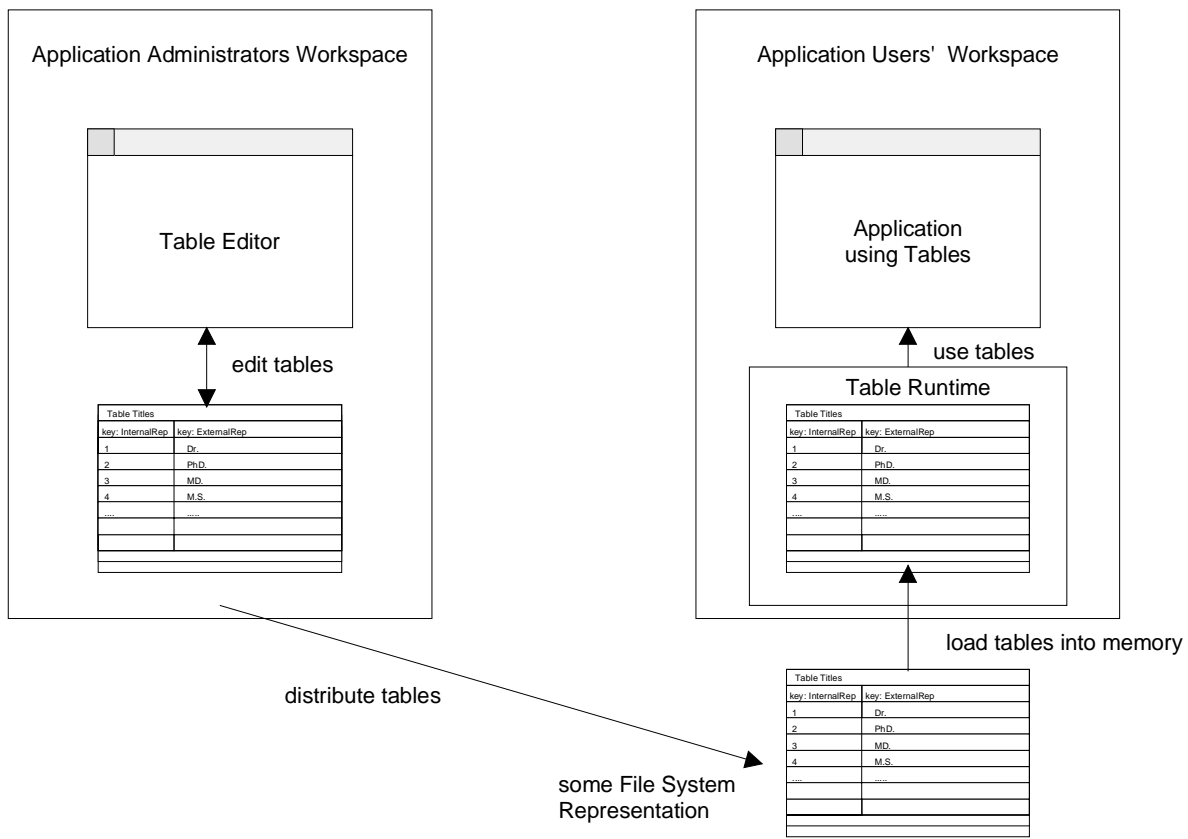 Application Administrators Workspace
Table Editor
edit tables
Table Titles
key: InternalRep key: ExternalRep
1 Dr.
2 PhD.
3 MD.
4 M.S.
.... .....
distribute tables
Application Users' Workspace
Application
using Tables
use tables
Table Runtime
Table Titles
key: InternalRep key: ExternalRep
1 Dr.
2 PhD.
3 MD.
4 M.S.
.... .....
load tables into memory
Table Titles
key: InternalRep key: ExternalRep
1 Dr.
2 PhD.
3 MD.
4 M.S.
.... .....
some File System
Representation